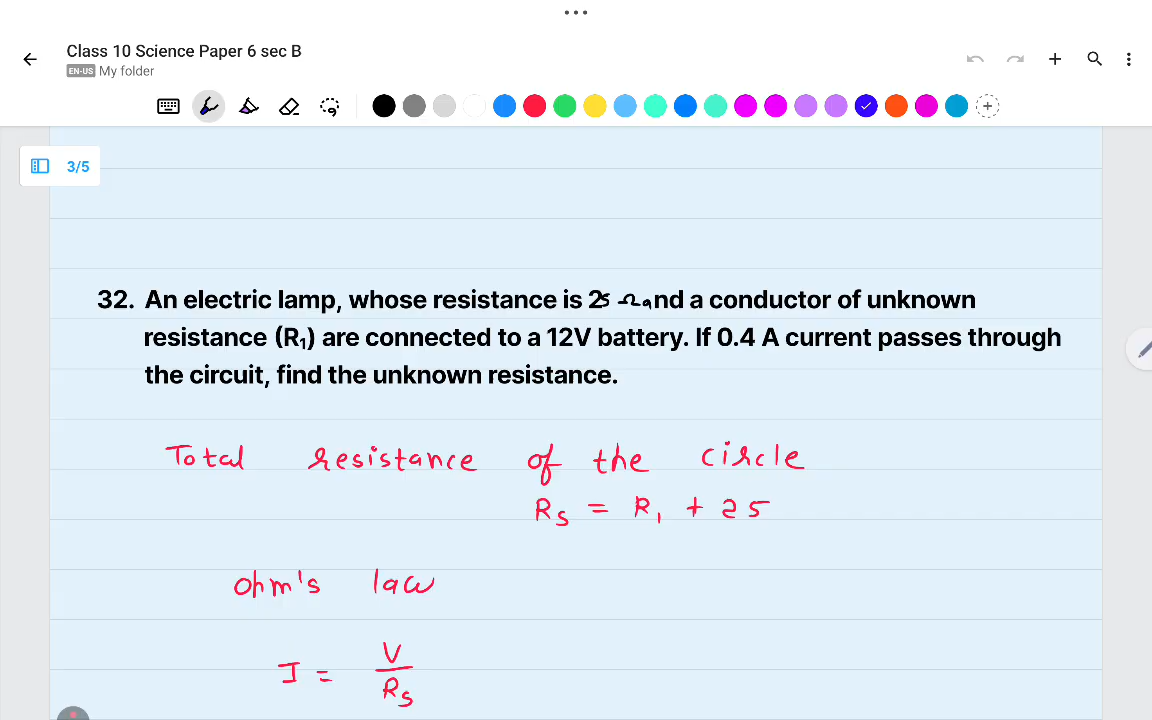 Class 10 Science Paper 6 sec B
EN-US My folder
3/5
32. An electric lamp, whose resistance is 25 Ω and a conductor of unknown
resistance (R₁) are connected to a 12V battery. If 0.4 A current passes through
the circuit, find the unknown resistance.
Total resistance of the circle
Rs = R₁ + 25
ohm's law
I = V/Rs